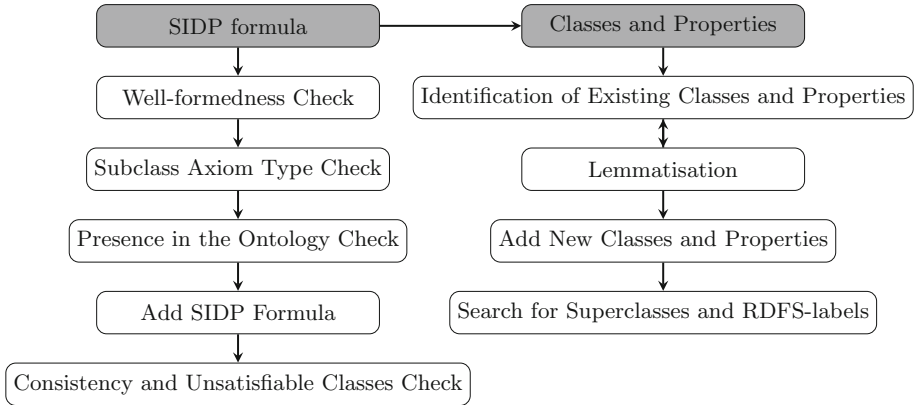 SIDP formula
Classes and Properties
Well-formedness Check
Identification of Existing Classes and Properties
Subclass Axiom Type Check
Lemmatisation
Presence in the Ontology Check
Add New Classes and Properties
Add SIDP Formula
Search for Superclasses and RDFS-labels
Consistency and Unsatisfiable Classes Check